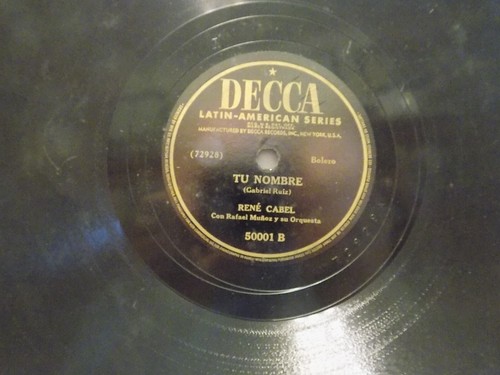 DECCA
LATIN-AMERICAN SERIES
MANUFACTURED BY DECCA RECORDS, INC., NEW YORK, U.S.A.
(72928) Bolero
TU NOMBRE
(Gabriel Ruiz)
RENÉ CABEL
Con Rafael Muñoz y su Orquesta
50001 B